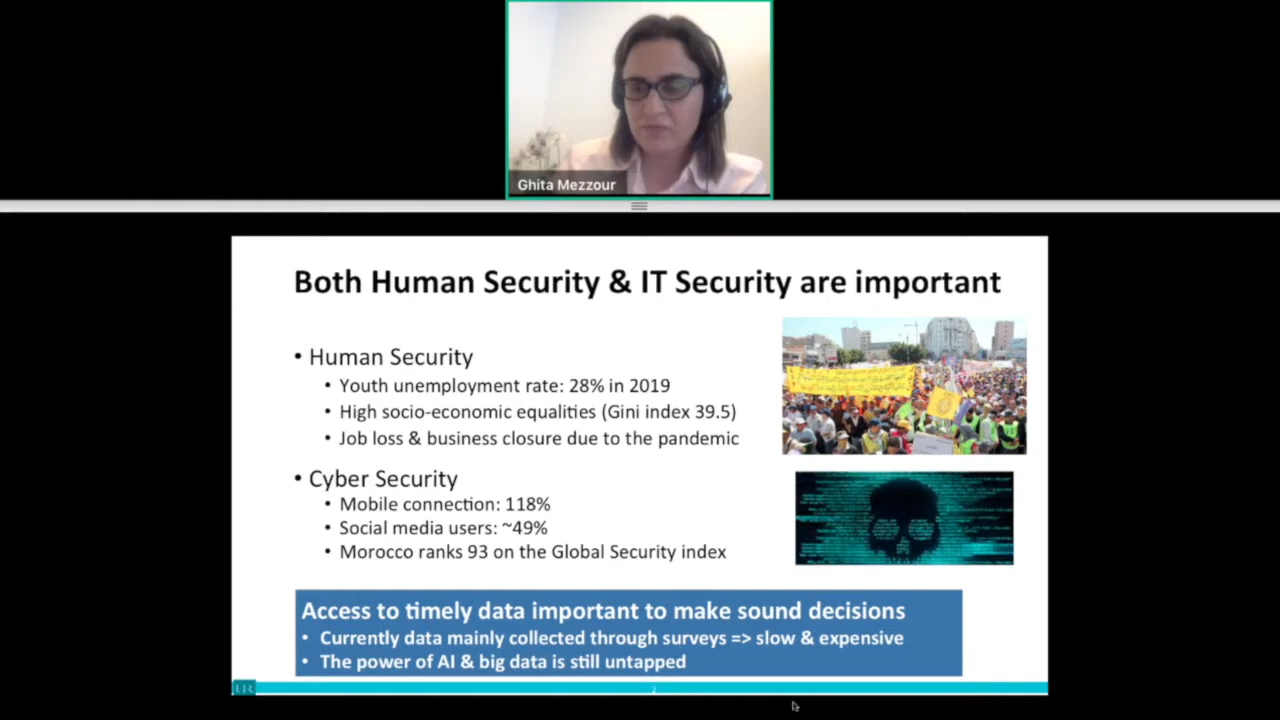 Ghita Mezzour
Both Human Security & IT Security are important
• Human Security
• Youth unemployment rate: 28% in 2019
• High socio-economic equalities (Gini index 39.5)
• Job loss & business closure due to the pandemic
• Cyber Security
• Mobile connection: 118%
• Social media users: ~49%
• Morocco ranks 93 on the Global Security index
Access to timely data important to make sound decisions
• Currently data mainly collected through surveys => slow & expensive
• The power of AI & big data is still untapped
2